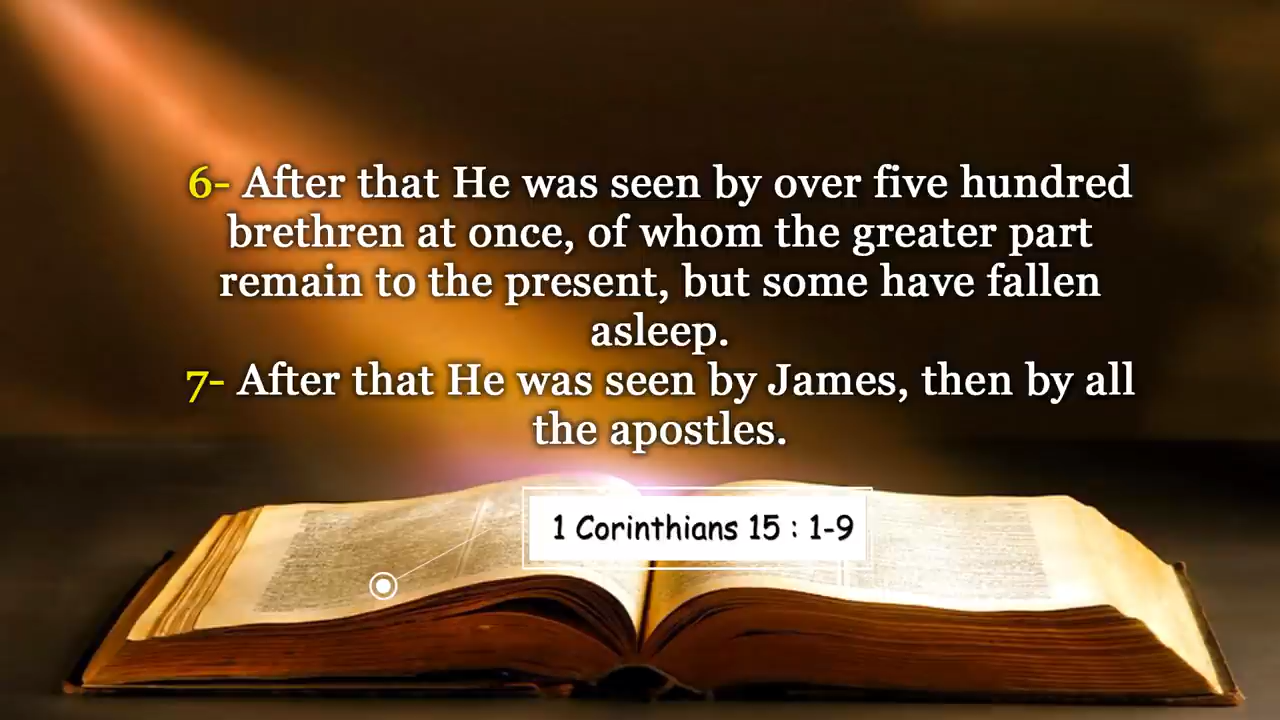 6- After that He was seen by over five hundred
brethren at once, of whom the greater part
remain to the present, but some have fallen
asleep.
7- After that He was seen by James, then by all
the apostles.
1 Corinthians 15 : 1-9